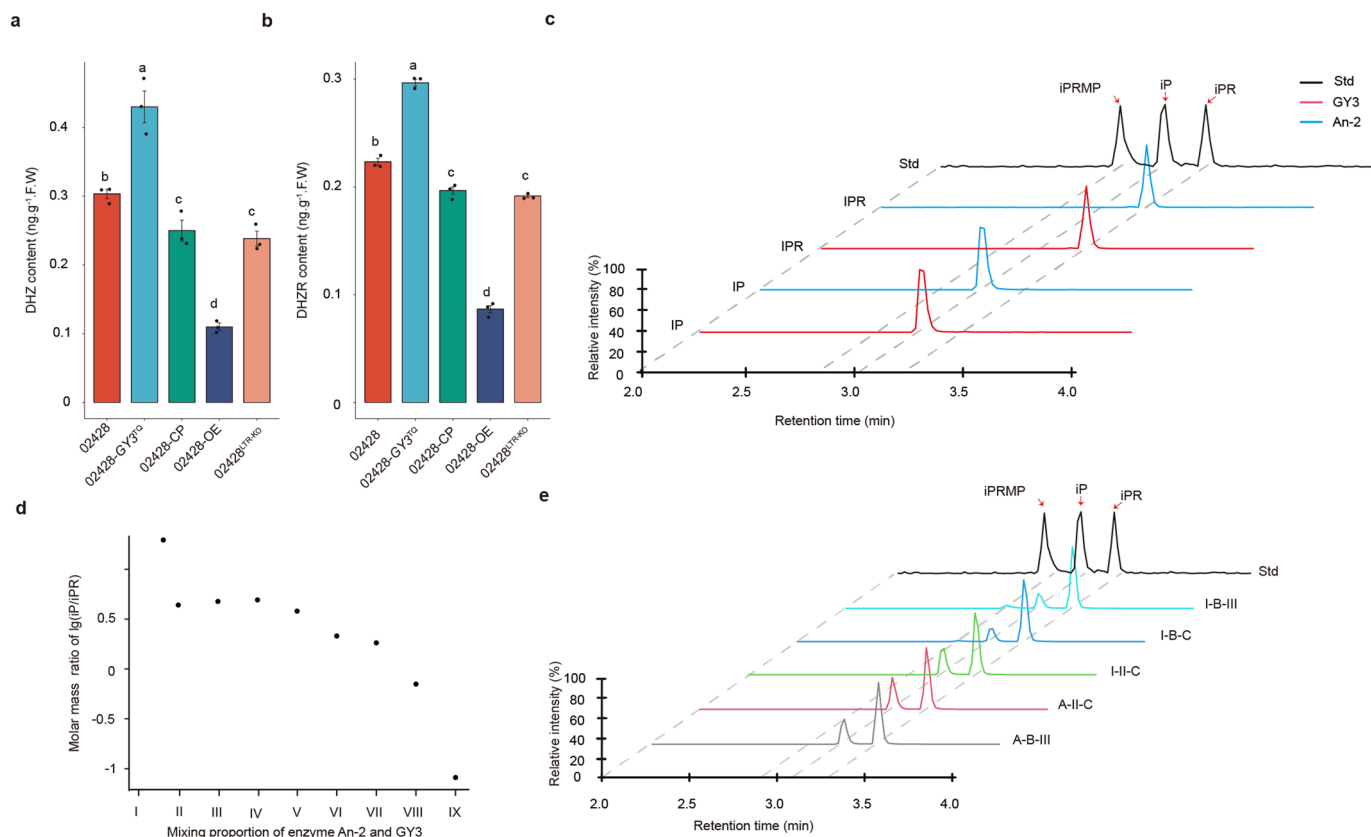 a
DHZ content (ng.g⁻¹.F.W)
0.4
0.3
0.2
0.1
0
b
a
c
d
c
02428
02428-GY3ᵀQ
02428-CP
02428-OE
02428ᴸᵀᴿ⁻ᴷᴼ
b
DHZR content (ng.g⁻¹.F.W)
0.3
0.2
0.1
0
b
a
c
d
c
02428
02428-GY3ᵀQ
02428-CP
02428-OE
02428ᴸᵀᴿ⁻ᴷᴼ
c
iPRMP
iP
iPR
Std
GY3
An-2
Std
IPR
IPR
IP
IP
Relative intensity (%)
100
80
60
40
20
0
2.0
2.5
3.0
3.5
4.0
Retention time (min)
d
Molar mass ratio of lg(iP/iPR)
0.5
0
-0.5
-1
I
II
III
IV
V
VI
VII
VIII
IX
Mixing proportion of enzyme An-2 and GY3
e
iPRMP
iP
iPR
Std
I-B-III
I-B-C
I-II-C
A-II-C
A-B-III
Relative intensity (%)
100
80
60
40
20
0
2.0
2.5
3.0
3.5
4.0
Retention time (min)